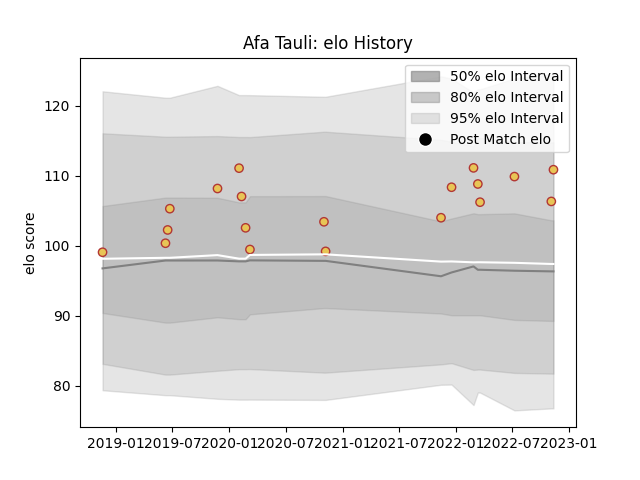 Afa Tauli: elo History
50% elo Interval
80% elo Interval
95% elo Interval
Post Match elo
elo score
120
110
100
90
80
2019-01 2019-07 2020-01 2020-07 2021-01 2021-07 2022-01 2022-07 2023-01